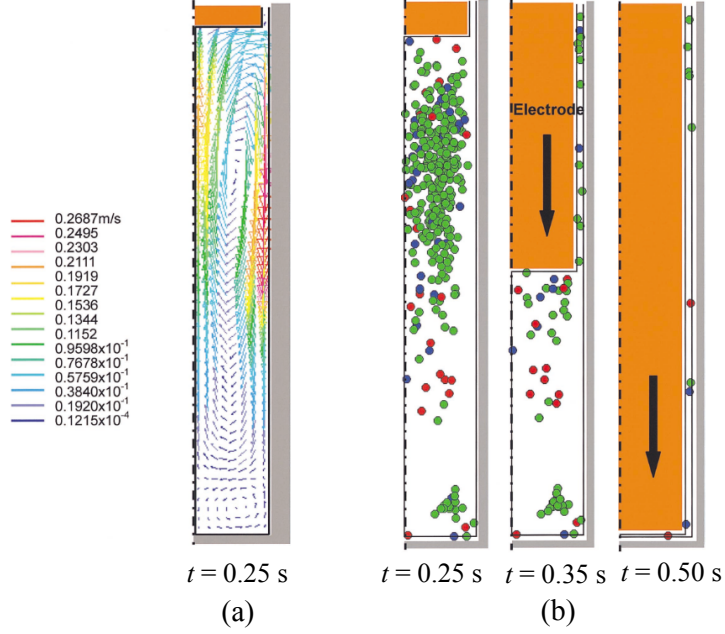 Electrode
0.2687m/s
0.2495
0.2303
0.2111
0.1919
0.1727
0.1536
0.1344
0.1152
0.9598x10⁻¹
0.7678x10⁻¹
0.5759x10⁻¹
0.3840x10⁻¹
0.1920x10⁻¹
0.1215x10⁻⁴
t = 0.25 s
t = 0.25 s
t = 0.35 s
t = 0.50 s
(a)
(b)